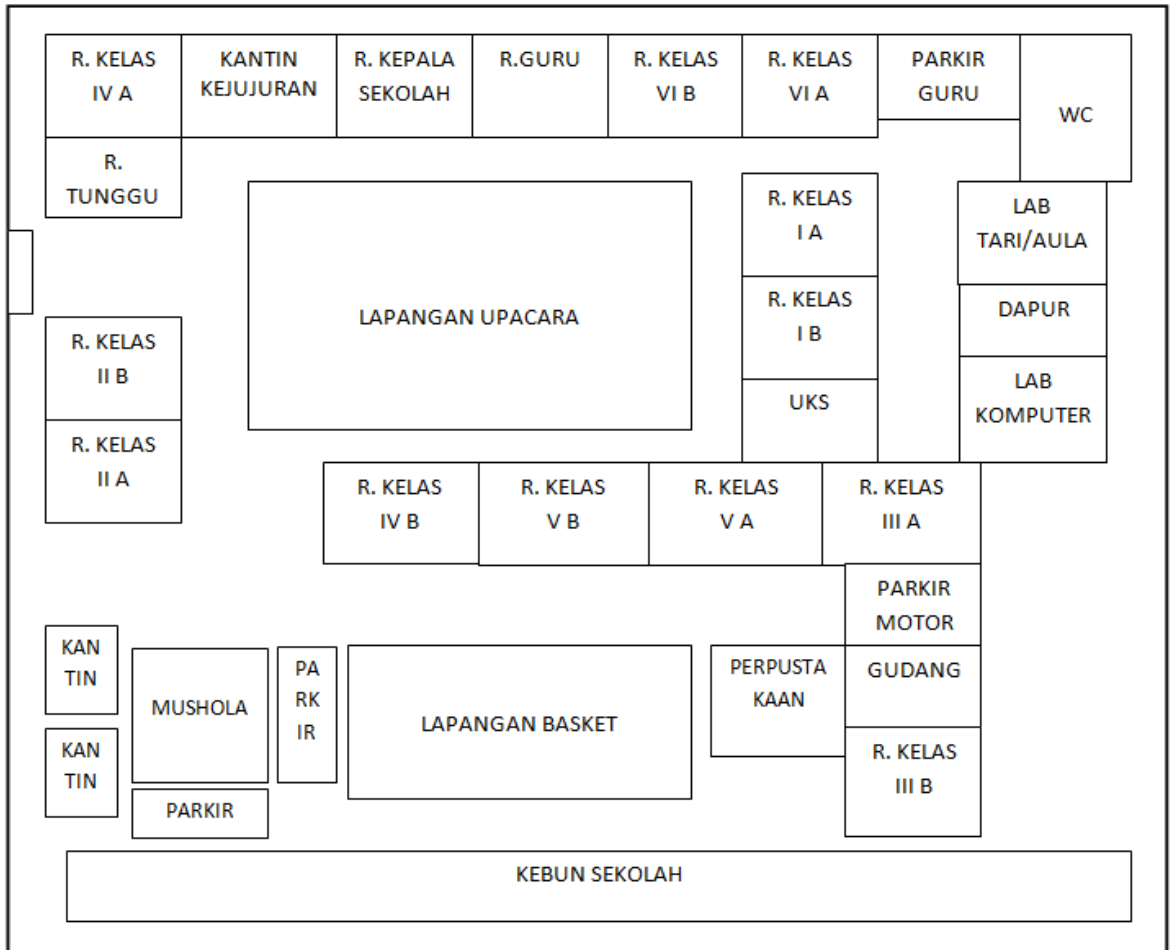 R. KELAS
IV A
KANTIN
KEJUJURAN
R. KEPALA
SEKOLAH
R.GURU
R. KELAS
VI B
R. KELAS
VI A
PARKIR
GURU
WC
R.
TUNGGU
R. KELAS
I A
LAB
TARI/AULA
LAPANGAN UPACARA
R. KELAS
I B
DAPUR
R. KELAS
II B
UKS
LAB
KOMPUTER
R. KELAS
II A
R. KELAS
IV B
R. KELAS
V B
R. KELAS
V A
R. KELAS
III A
PARKIR
MOTOR
KAN
TIN
MUSHOLA
PA
RK
IR
LAPANGAN BASKET
PERPUSTA
KAAN
GUDANG
KAN
TIN
R. KELAS
III B
PARKIR
KEBUN SEKOLAH